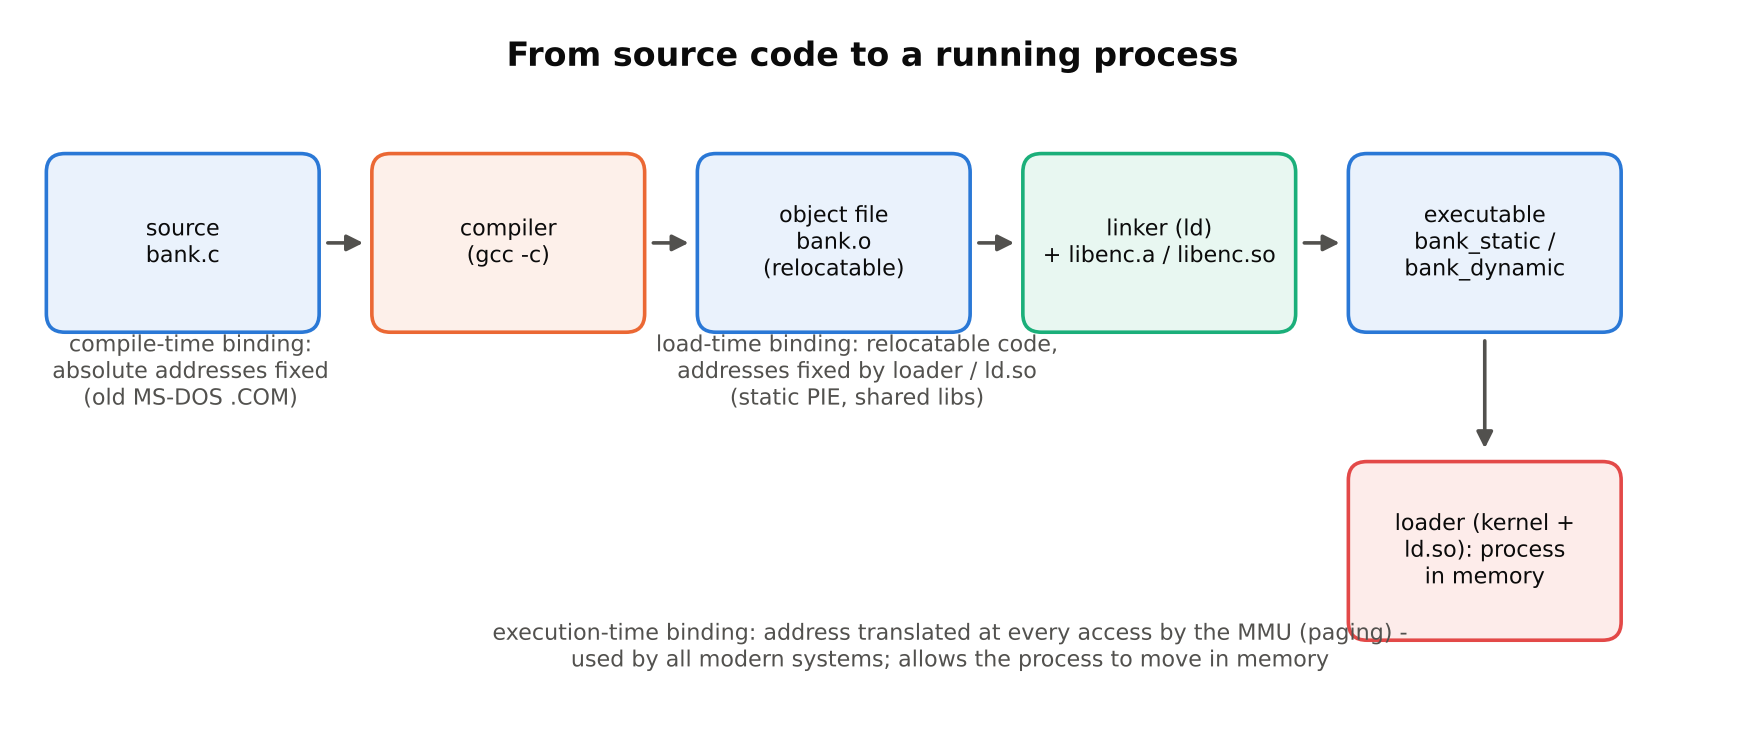 From source code to a running process
source
bank.c
compiler
(gcc -c)
object file
bank.o
(relocatable)
linker (ld)
+ libenc.a / libenc.so
executable
bank_static /
bank_dynamic
compile-time binding:
absolute addresses fixed
(old MS-DOS .COM)
load-time binding: relocatable code,
addresses fixed by loader / ld.so
(static PIE, shared libs)
loader (kernel +
ld.so): process
in memory
execution-time binding: address translated at every access by the MMU (paging) -
used by all modern systems; allows the process to move in memory